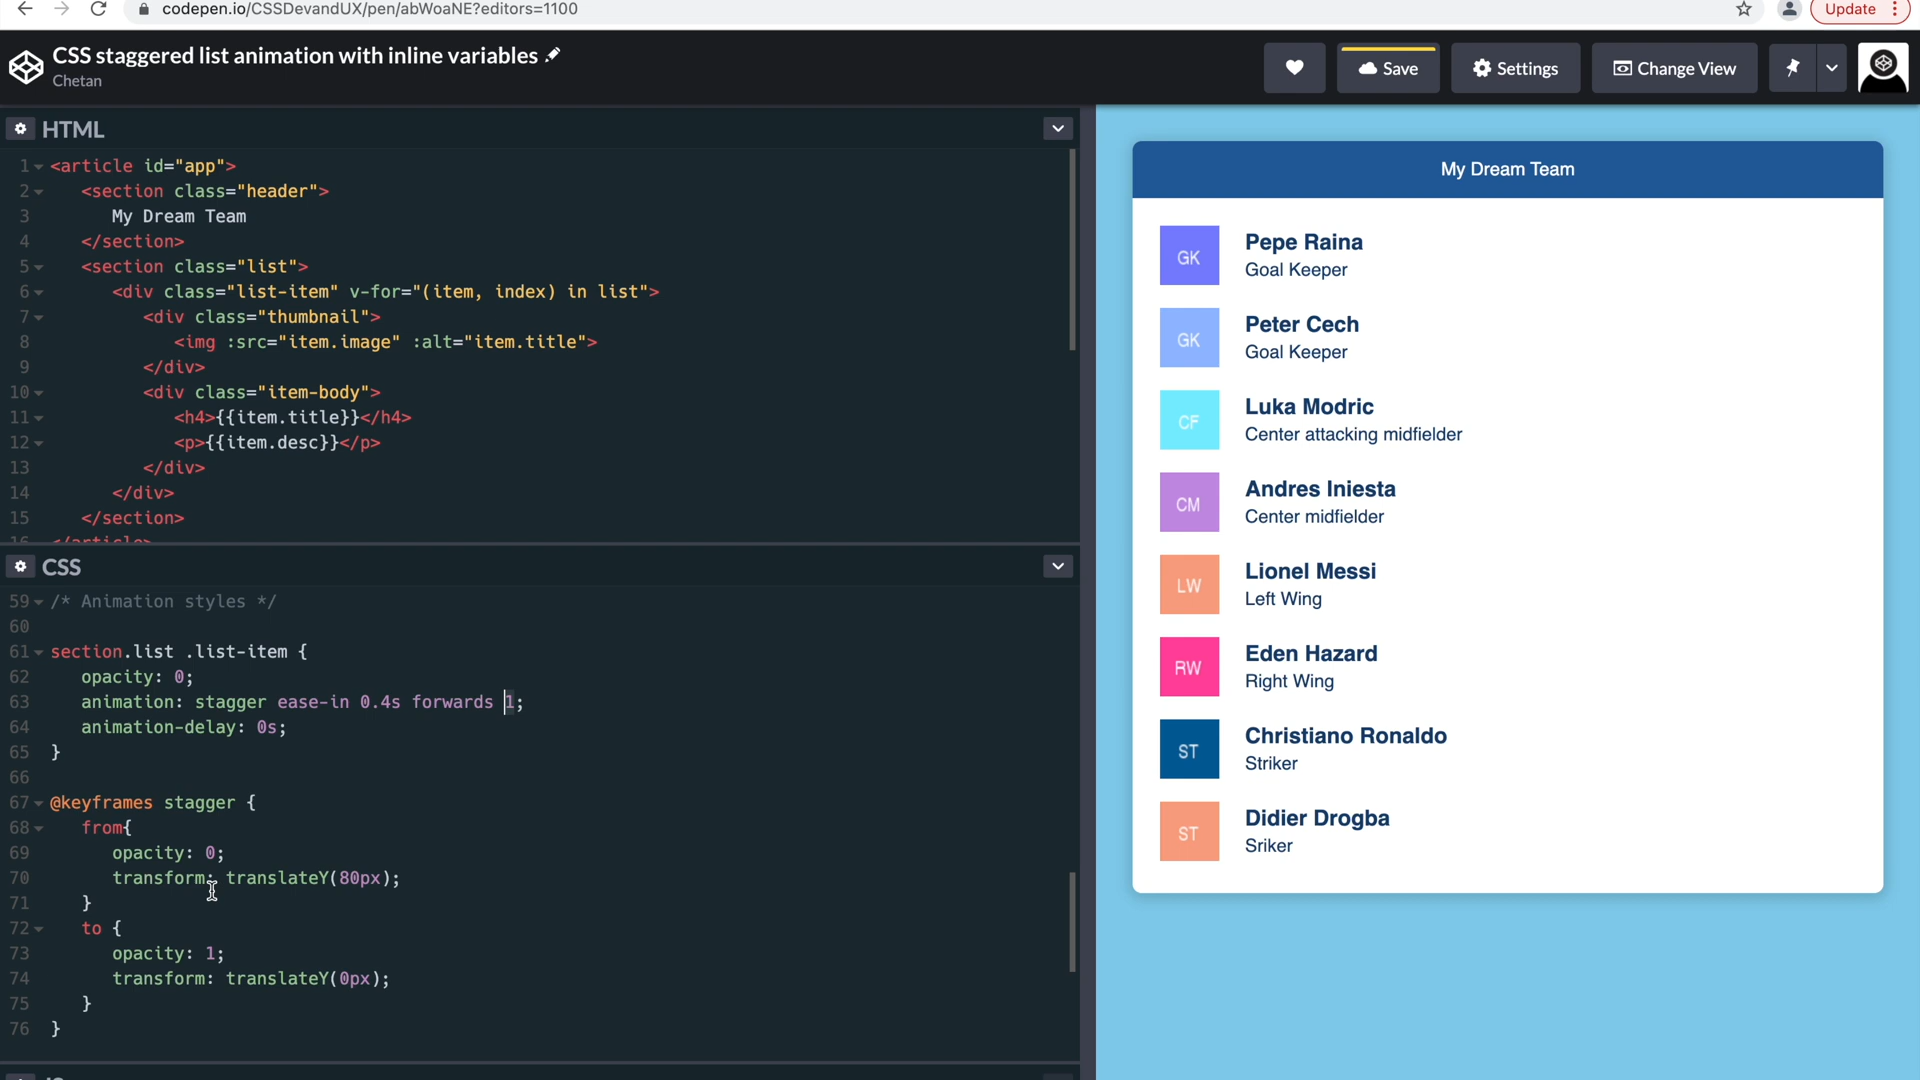 codepen.io/CSSDevandUX/pen/abWoaNE?editors=1100
Update
CSS staggered list animation with inline variables
Chetan
Save
Settings
Change View
HTML
1 <article id="app">
2 <section class="header">
3 My Dream Team
4 </section>
5 <section class="list">
6 <div class="list-item" v-for="(item, index) in list">
7 <div class="thumbnail">
8 <img :src="item.image" :alt="item.title">
9 </div>
10 <div class="item-body">
11 <h4>{{item.title}}</h4>
12 <p>{{item.desc}}</p>
13 </div>
14 </div>
15 </section>
16 </article>
CSS
59 /* Animation styles */
60
61 section.list .list-item {
62 opacity: 0;
63 animation: stagger ease-in 0.4s forwards 1;
64 animation-delay: 0s;
65 }
66
67 @keyframes stagger {
68 from{
69 opacity: 0;
70 transform: translateY(80px);
71 }
72 to {
73 opacity: 1;
74 transform: translateY(0px);
75 }
76 }
My Dream Team
GK
Pepe Raina
Goal Keeper
GK
Peter Cech
Goal Keeper
CF
Luka Modric
Center attacking midfielder
CM
Andres Iniesta
Center midfielder
LW
Lionel Messi
Left Wing
RW
Eden Hazard
Right Wing
ST
Christiano Ronaldo
Striker
ST
Didier Drogba
Sriker